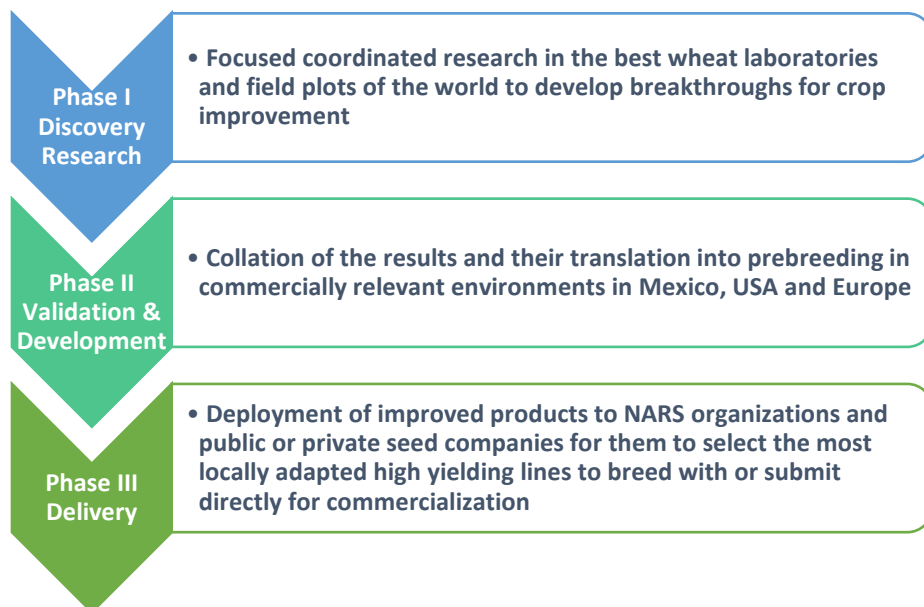 Phase I
Discovery
Research
• Focused coordinated research in the best wheat laboratories
and field plots of the world to develop breakthroughs for crop
improvement
Phase II
Validation &
Development
• Collation of the results and their translation into prebreeding in
commercially relevant environments in Mexico, USA and Europe
Phase III
Delivery
• Deployment of improved products to NARS organizations and
public or private seed companies for them to select the most
locally adapted high yielding lines to breed with or submit
directly for commercialization